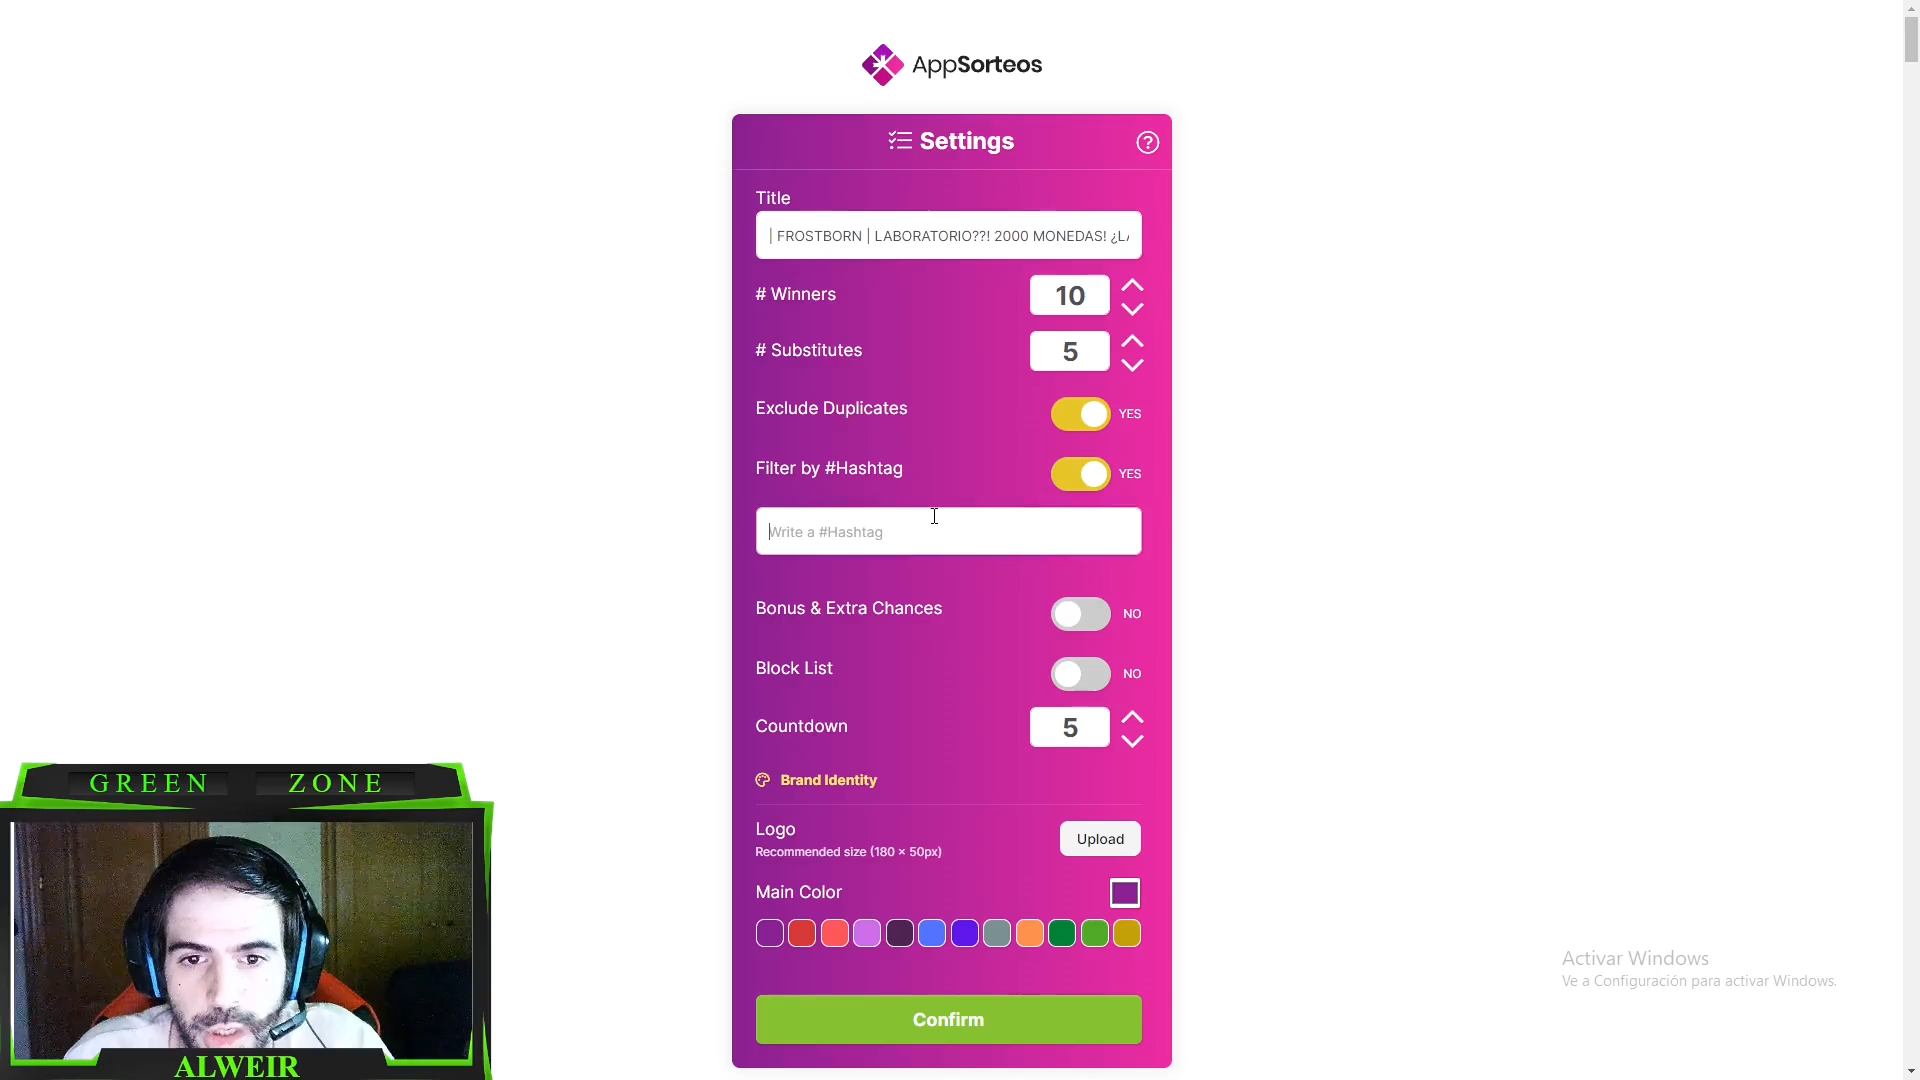 AppSorteos
Settings
Title
| FROSTBORN | LABORATORIO??! 2000 MONEDAS! ¿LA
# Winners
10
# Substitutes
5
Exclude Duplicates
YES
Filter by #Hashtag
YES
Write a #Hashtag
Bonus & Extra Chances
NO
Block List
NO
Countdown
5
Brand Identity
Logo
Recommended size (180 × 50px)
Upload
Main Color
Confirm
GREEN ZONE
ALWEIR
Activar Windows
Ve a Configuración para activar Windows.